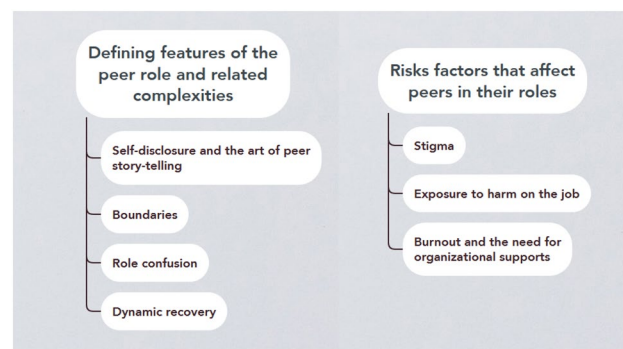 Defining features of the
peer role and related
complexities
Self-disclosure and the art of peer
story-telling
Boundaries
Role confusion
Dynamic recovery
Risks factors that affect
peers in their roles
Stigma
Exposure to harm on the job
Burnout and the need for
organizational supports